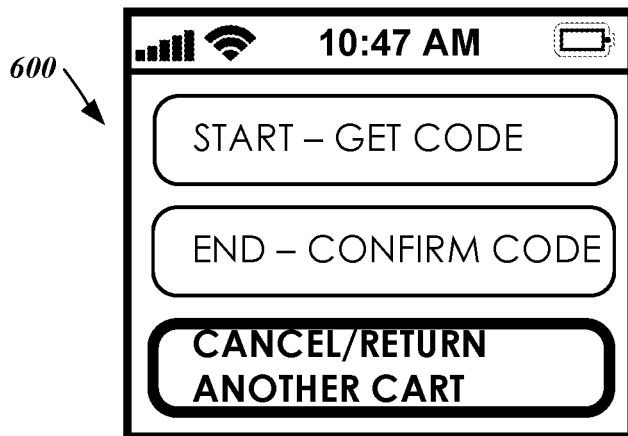 10:47 AM
600
START – GET CODE
END – CONFIRM CODE
CANCEL/RETURN
ANOTHER CART